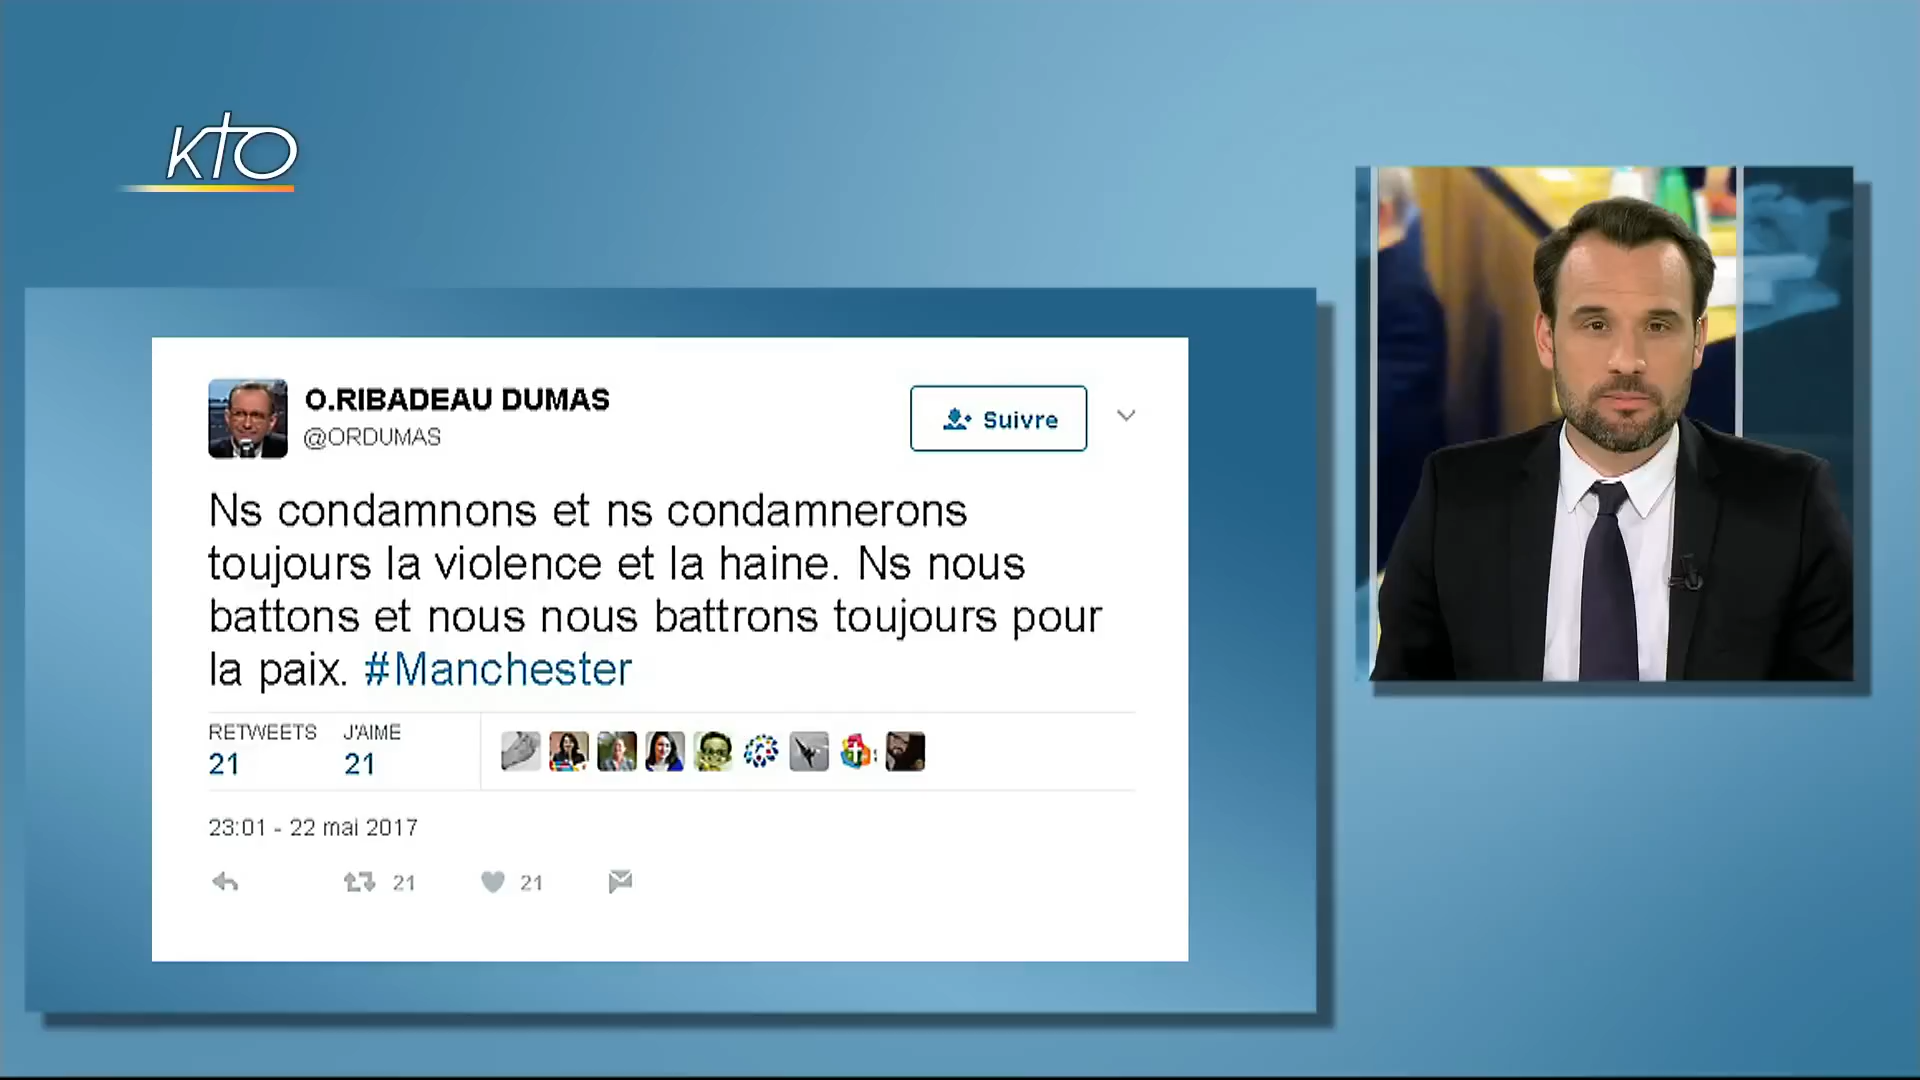 KTO
O.RIBADEAU DUMAS
@ORDUMAS
Suivre
Ns condamnons et ns condamnerons
toujours la violence et la haine. Ns nous
battons et nous nous battrons toujours pour
la paix. #Manchester
RETWEETS J'AIME
21 21
23:01 - 22 mai 2017
21 21